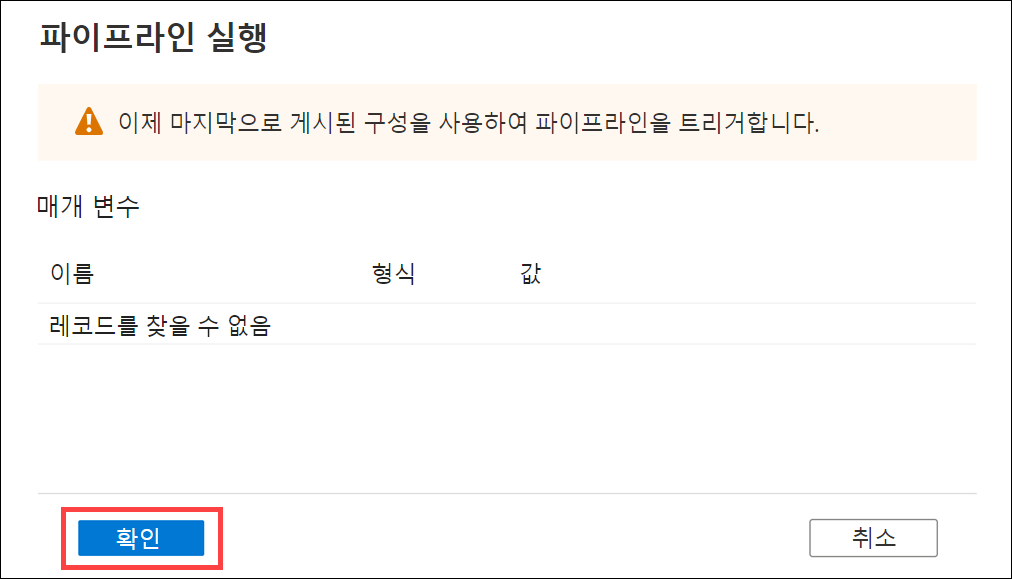 파이프라인 실행
이제 마지막으로 게시된 구성을 사용하여 파이프라인을 트리거합니다.
매개 변수
이름 형식 값
레코드를 찾을 수 없음
확인 취소